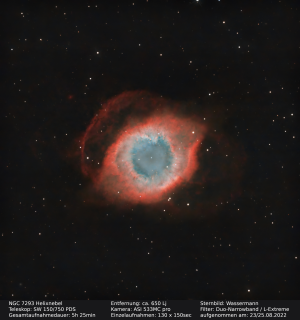 NGC 7293 Helixnebel
Teleskop: SW 150/750 PDS
Gesamtaufnahmedauer: 5h 25min
Entfernung: ca. 650 Lj
Kamera: ASI 533MC pro
Einzelaufnahmen: 130 x 150sec
Sternbild: Wassermann
Filter: Duo-Narrowband / L-Extreme
aufgenommen am: 23/25.08.2022